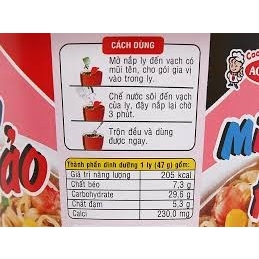 CÁCH DÙNG
Mở nắp ly đến vạch có
mũi tên, cho gói gia vị
vào trong ly.
Chế nước sôi đến vạch
của ly, đậy nắp lại chờ
3 phút.
Trộn đều và dùng
được ngay.
Thành phần dinh dưỡng 1 ly (47 g) gồm:
Giá trị năng lượng 205 kcal
Chất béo 7,3 g
Carbohydrate 29,6 g
Chất đạm 5,3 g
Calci 230,0 mg